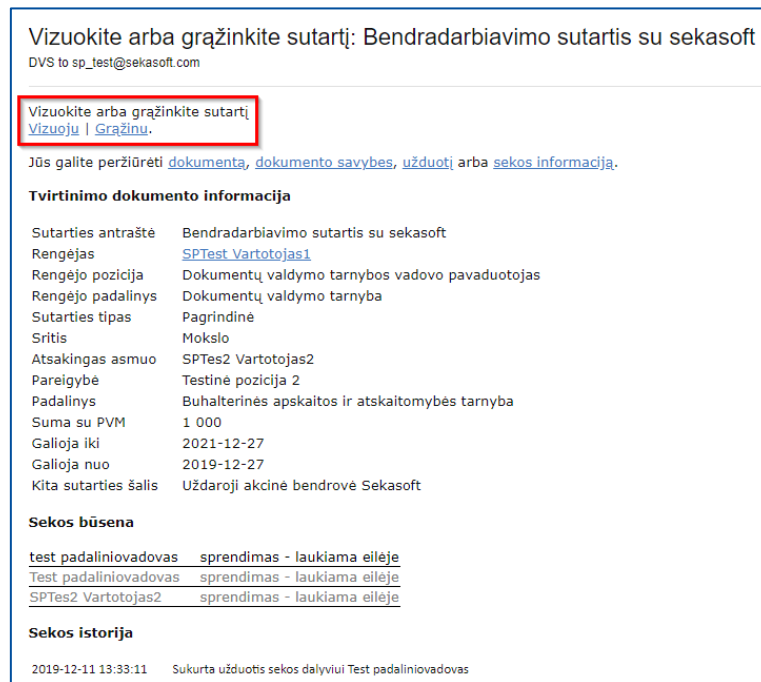 Vizuokite arba grąžinkite sutartį: Bendradarbiavimo sutartis su sekasoft
DVS to sp_test@sekasoft.com
Vizuokite arba grąžinkite sutartį
Vizuoju | Grąžinu.
Jūs galite peržiūrėti dokumentą, dokumento savybes, užduotį arba sekos informaciją.
Tvirtinimo dokumento informacija
Sutarties antraštė Bendradarbiavimo sutartis su sekasoft
Rengėjas SPTest Vartotojas1
Rengėjo pozicija Dokumentų valdymo tarnybos vadovo pavaduotojas
Rengėjo padalinys Dokumentų valdymo tarnyba
Sutarties tipas Pagrindinė
Sritis Mokslo
Atsakingas asmuo SPTes2 Vartotojas2
Pareigybė Testinė pozicija 2
Padalinys Buhalterinės apskaitos ir atskaitomybės tarnyba
Suma su PVM 1 000
Galioja iki 2021-12-27
Galioja nuo 2019-12-27
Kita sutarties šalis Uždaroji akcinė bendrovė Sekasoft
Sekos būsena
test padaliniovadovas sprendimas - laukiama eilėje
Test padaliniovadovas sprendimas - laukiama eilėje
SPTes2 Vartotojas2 sprendimas - laukiama eilėje
Sekos istorija
2019-12-11 13:33:11 Sukurta užduotis sekos dalyviui Test padaliniovadovas